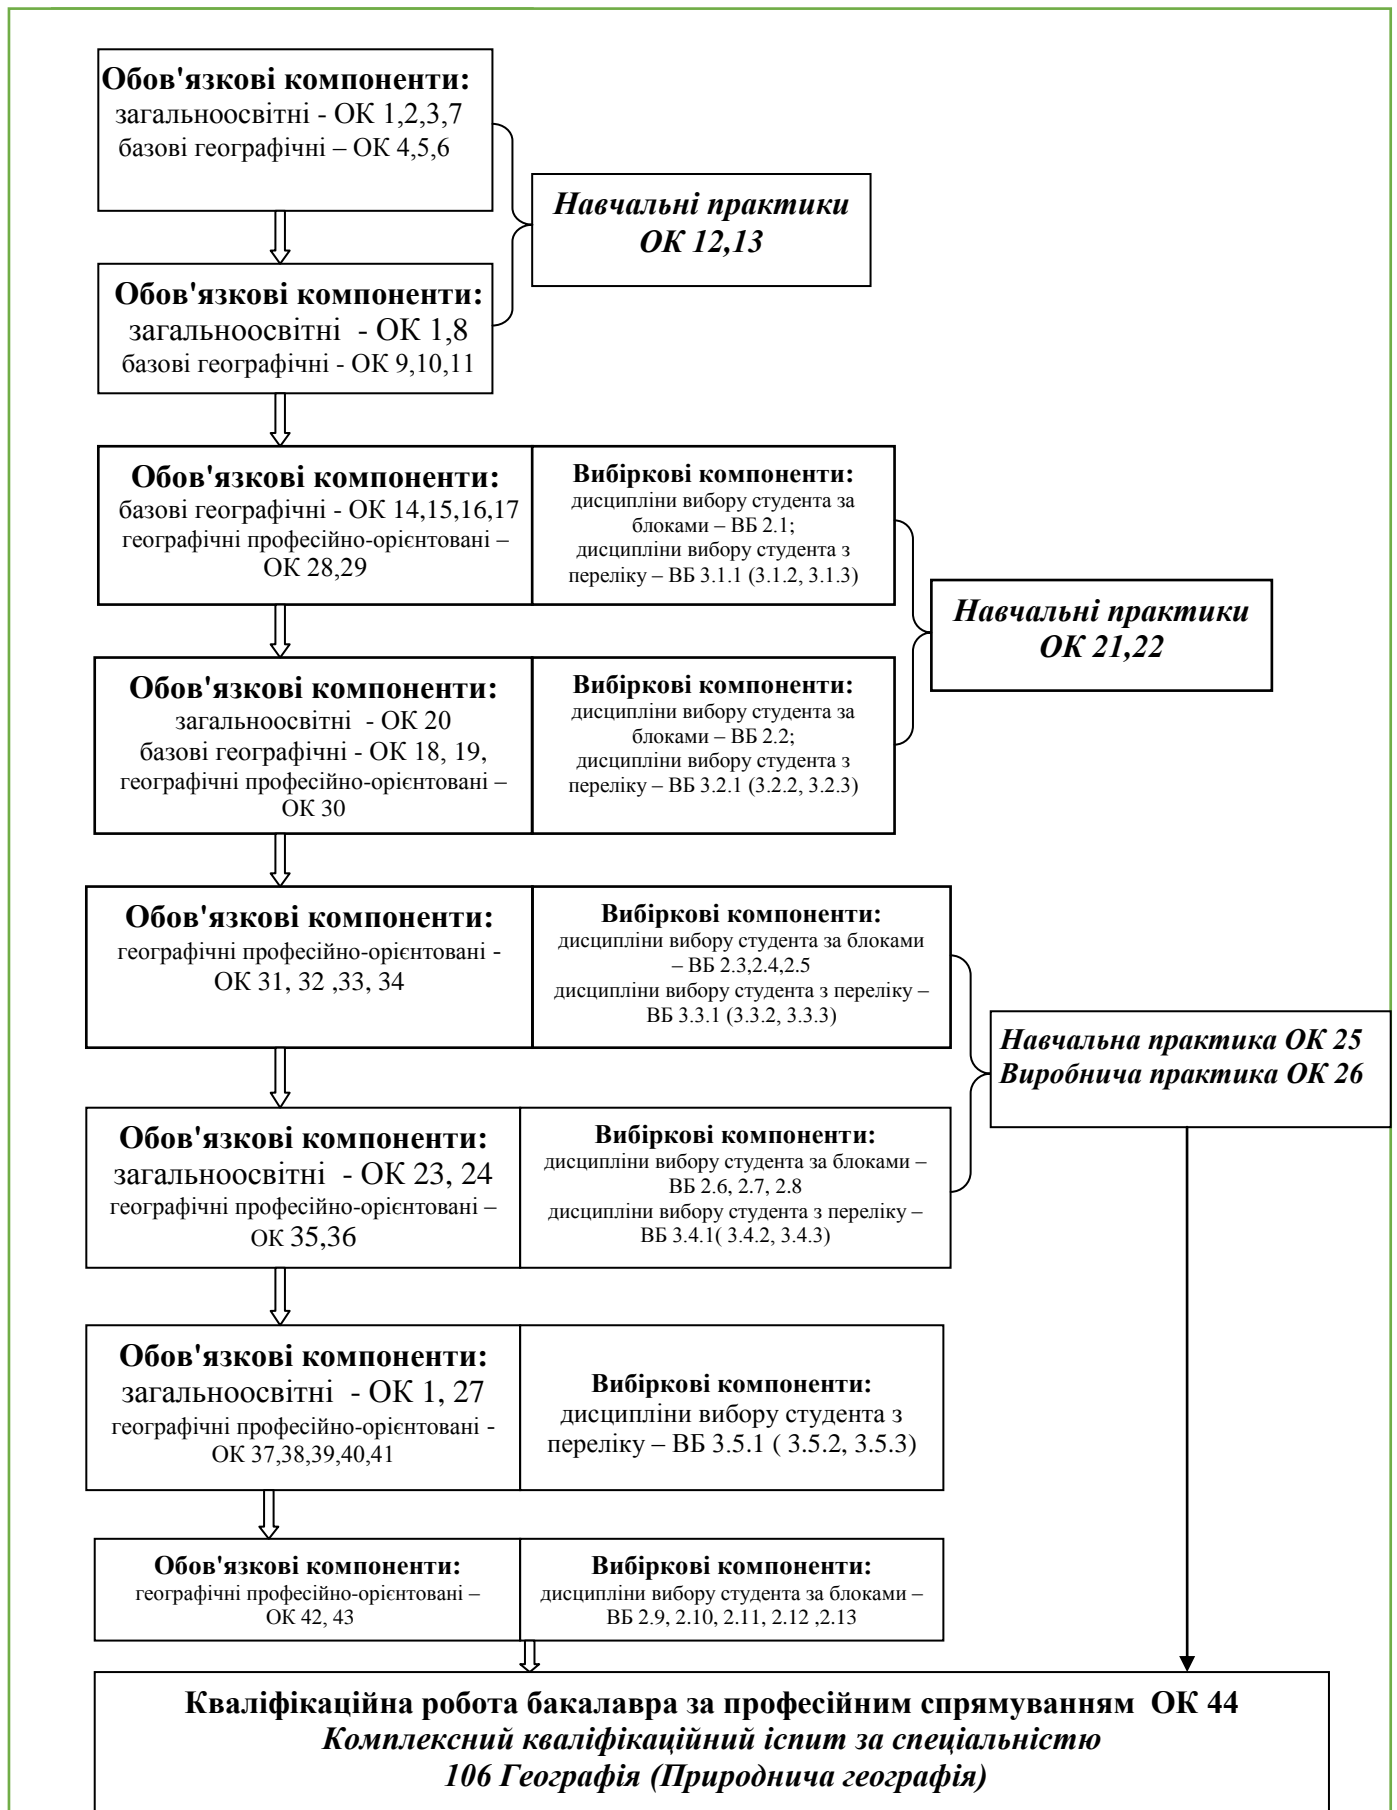 Обов'язкові компоненти:
загальноосвітні - ОК 1,2,3,7
базові географічні – ОК 4,5,6
Навчальні практики
ОК 12,13
Обов'язкові компоненти:
загальноосвітні - ОК 1,8
базові географічні - ОК 9,10,11
Обов'язкові компоненти:
базові географічні - ОК 14,15,16,17
географічні професійно-орієнтовані –
ОК 28,29
Вибіркові компоненти:
дисципліни вибору студента за
блоками – ВБ 2.1;
дисципліни вибору студента з
переліку – ВБ 3.1.1 (3.1.2, 3.1.3)
Навчальні практики
ОК 21,22
Обов'язкові компоненти:
загальноосвітні - ОК 20
базові географічні - ОК 18, 19,
географічні професійно-орієнтовані –
ОК 30
Вибіркові компоненти:
дисципліни вибору студента за
блоками – ВБ 2.2;
дисципліни вибору студента з
переліку – ВБ 3.2.1 (3.2.2, 3.2.3)
Обов'язкові компоненти:
географічні професійно-орієнтовані -
ОК 31, 32 ,33, 34
Вибіркові компоненти:
дисципліни вибору студента за блоками
– ВБ 2.3,2.4,2.5
дисципліни вибору студента з переліку –
ВБ 3.3.1 (3.3.2, 3.3.3)
Навчальна практика ОК 25
Виробнича практика ОК 26
Обов'язкові компоненти:
загальноосвітні - ОК 23, 24
географічні професійно-орієнтовані –
ОК 35,36
Вибіркові компоненти:
дисципліни вибору студента за блоками –
ВБ 2.6, 2.7, 2.8
дисципліни вибору студента з переліку –
ВБ 3.4.1( 3.4.2, 3.4.3)
Обов'язкові компоненти:
загальноосвітні - ОК 1, 27
географічні професійно-орієнтовані -
ОК 37,38,39,40,41
Вибіркові компоненти:
дисципліни вибору студента з
переліку – ВБ 3.5.1 ( 3.5.2, 3.5.3)
Обов'язкові компоненти:
географічні професійно-орієнтовані –
ОК 42, 43
Вибіркові компоненти:
дисципліни вибору студента за блоками –
ВБ 2.9, 2.10, 2.11, 2.12 ,2.13
Кваліфікаційна робота бакалавра за професійним спрямуванням ОК 44
Комплексний кваліфікаційний іспит за спеціальністю
106 Географія (Природнича географія)